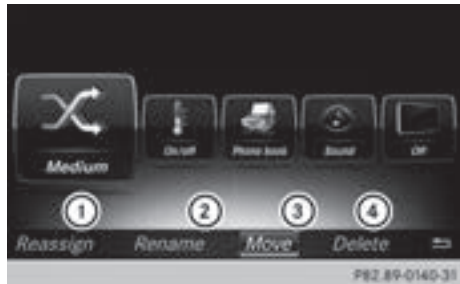 Medium
On/off
Phone book
Sound
Off
1
2
3
4
Reassign
Rename
Move
Delete
P82.89-0140-31